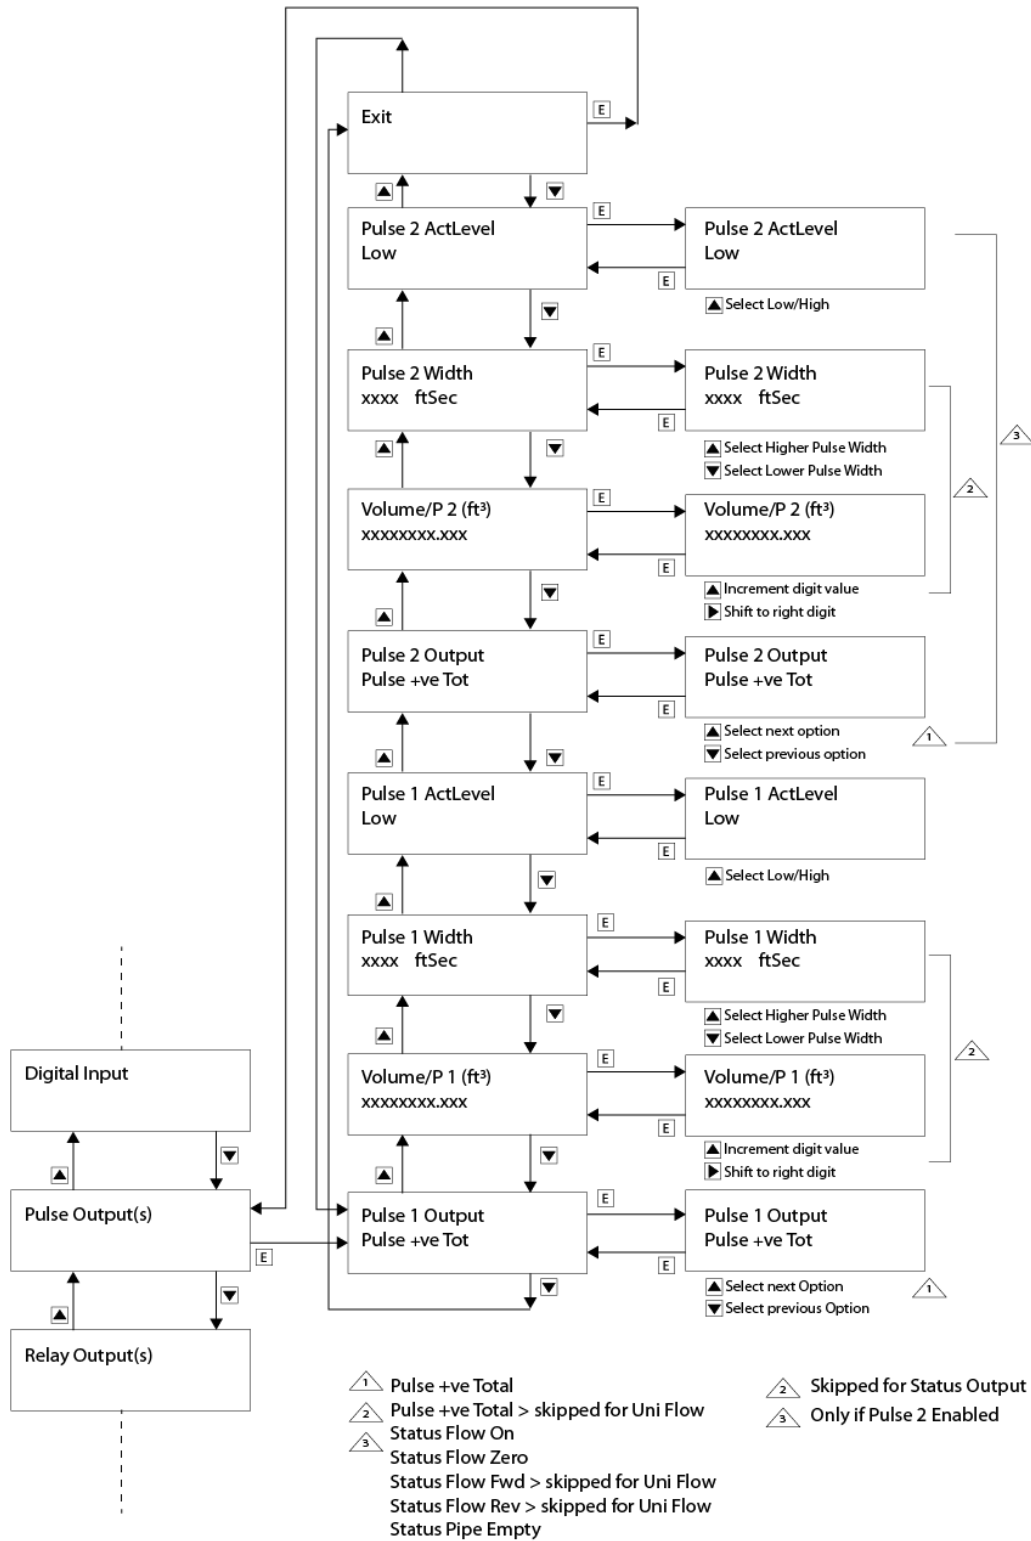 Exit
E
Pulse 2 ActLevel
Low
E
E
Pulse 2 ActLevel
Low
Select Low/High
Pulse 2 Width
xxxx ftSec
E
E
Pulse 2 Width
xxxx ftSec
Select Higher Pulse Width
Select Lower Pulse Width
3
2
Volume/P 2 (ft³)
xxxxxxxx.xxx
E
E
Volume/P 2 (ft³)
xxxxxxxx.xxx
Increment digit value
Shift to right digit
Pulse 2 Output
Pulse +ve Tot
E
E
Pulse 2 Output
Pulse +ve Tot
Select next option
Select previous option
1
Pulse 1 ActLevel
Low
E
E
Pulse 1 ActLevel
Low
Select Low/High
Pulse 1 Width
xxxx ftSec
E
E
Pulse 1 Width
xxxx ftSec
Select Higher Pulse Width
Select Lower Pulse Width
2
Digital Input
Volume/P 1 (ft³)
xxxxxxxx.xxx
E
E
Volume/P 1 (ft³)
xxxxxxxx.xxx
Increment digit value
Shift to right digit
Pulse Output(s)
E
Pulse 1 Output
Pulse +ve Tot
E
E
Pulse 1 Output
Pulse +ve Tot
Select next Option
Select previous Option
1
Relay Output(s)
1 Pulse +ve Total
2 Pulse +ve Total > skipped for Uni Flow
3 Status Flow On
Status Flow Zero
Status Flow Fwd > skipped for Uni Flow
Status Flow Rev > skipped for Uni Flow
Status Pipe Empty
2 Skipped for Status Output
3 Only if Pulse 2 Enabled